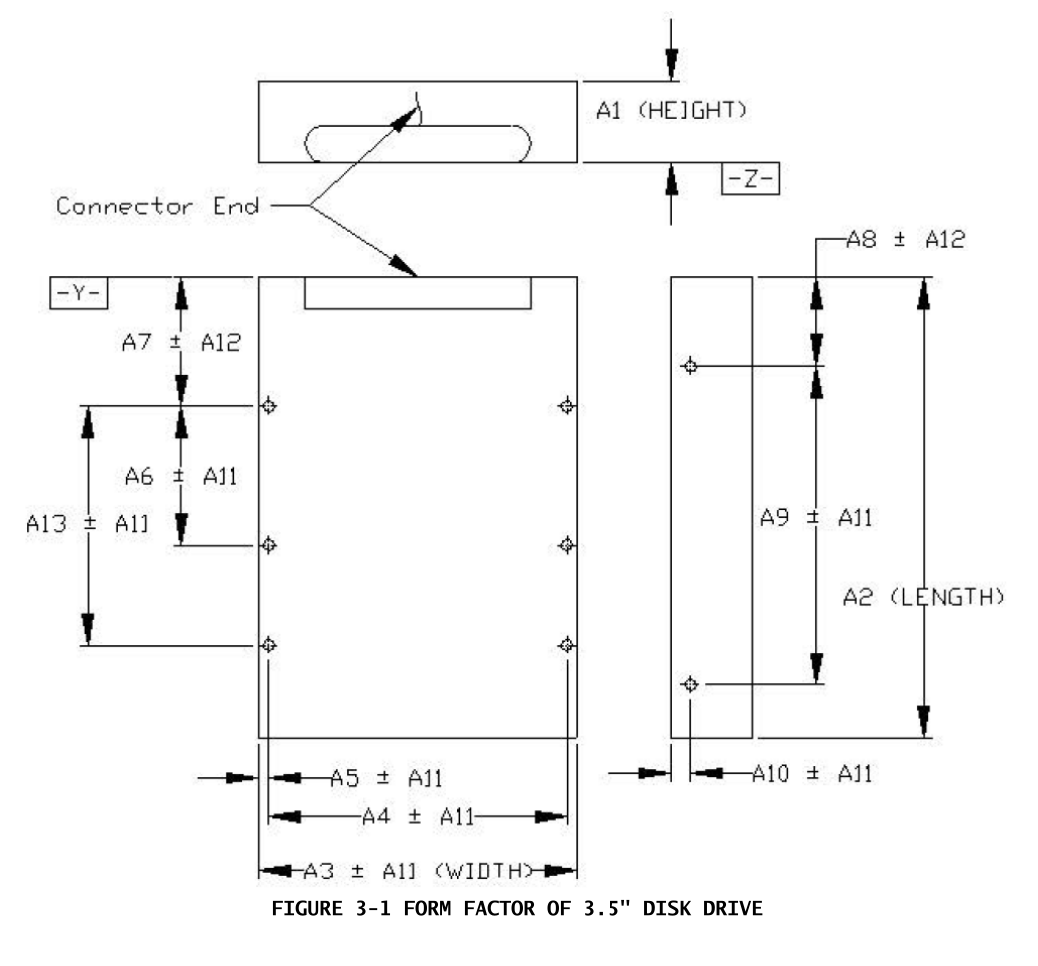 A1 (HEIGHT)
-Z-
Connector End
A8 ± A12
-Y-
A7 ± A12
A6 ± A11
A13 ± A11
A9 ± A11
A2 (LENGTH)
A5 ± A11
A10 ± A11
A4 ± A11
A3 ± A11 (WIDTH)
FIGURE 3-1 FORM FACTOR OF 3.5" DISK DRIVE